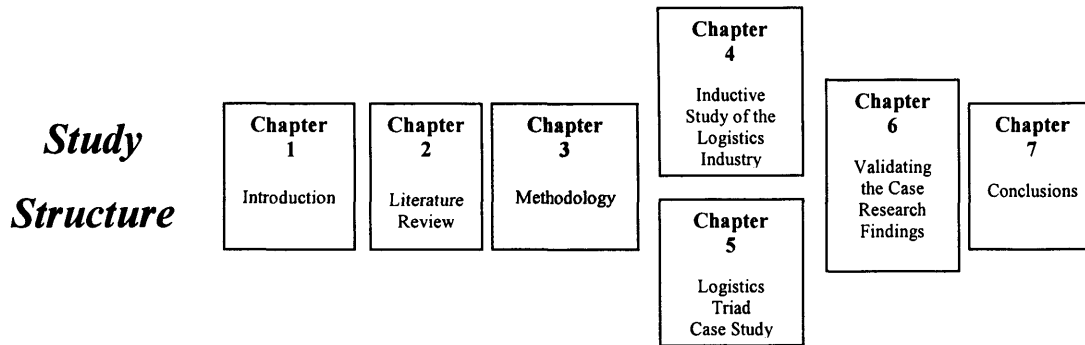 Study
Structure
Chapter
1
Introduction
Chapter
2
Literature
Review
Chapter
3
Methodology
Chapter
4
Inductive
Study of the
Logistics
Industry
Chapter
5
Logistics
Triad
Case Study
Chapter
6
Validating
the Case
Research
Findings
Chapter
7
Conclusions